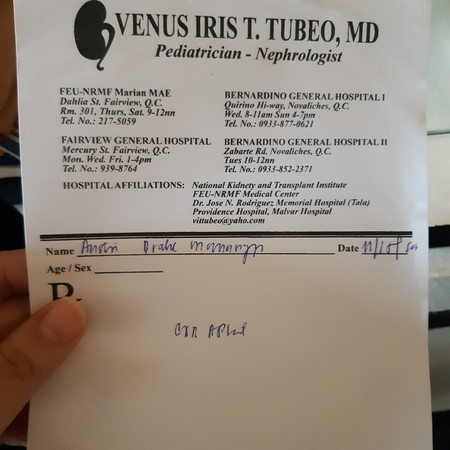 VENUS IRIS T. TUBEO, MD
Pediatrician - Nephrologist
FEU-NRMF Marian MAE
Dahlia St. Fairview, Q.C.
Rm. 301, Thurs, Sat. 9-12nn
Tel. No.: 217-5059
BERNARDINO GENERAL HOSPITAL I
Quirino Hi-way, Novaliches, Q.C.
Wed. 8-11am Sun 4-7pm
Tel. No.: 0933-877-0621
FAIRVIEW GENERAL HOSPITAL
Mercury St. Fairview, Q.C.
Mon. Wed. Fri. 1-4pm
Tel. No.: 939-8764
BERNARDINO GENERAL HOSPITAL II
Zabarte Rd. Novaliches, Q.C.
Tues 10-12nn
Tel. No.: 0933-852-2371
HOSPITAL AFFILIATIONS: National Kidnety and Transplant Institute
FEU-NRMF Medical Center
Dr. Jose N. Rodriguez Memorial Hospital (Tala)
Providence Hospital, Malvar Hospital
vittubeo@yaho.com
Name Drake Date
Age / Sex
CXR